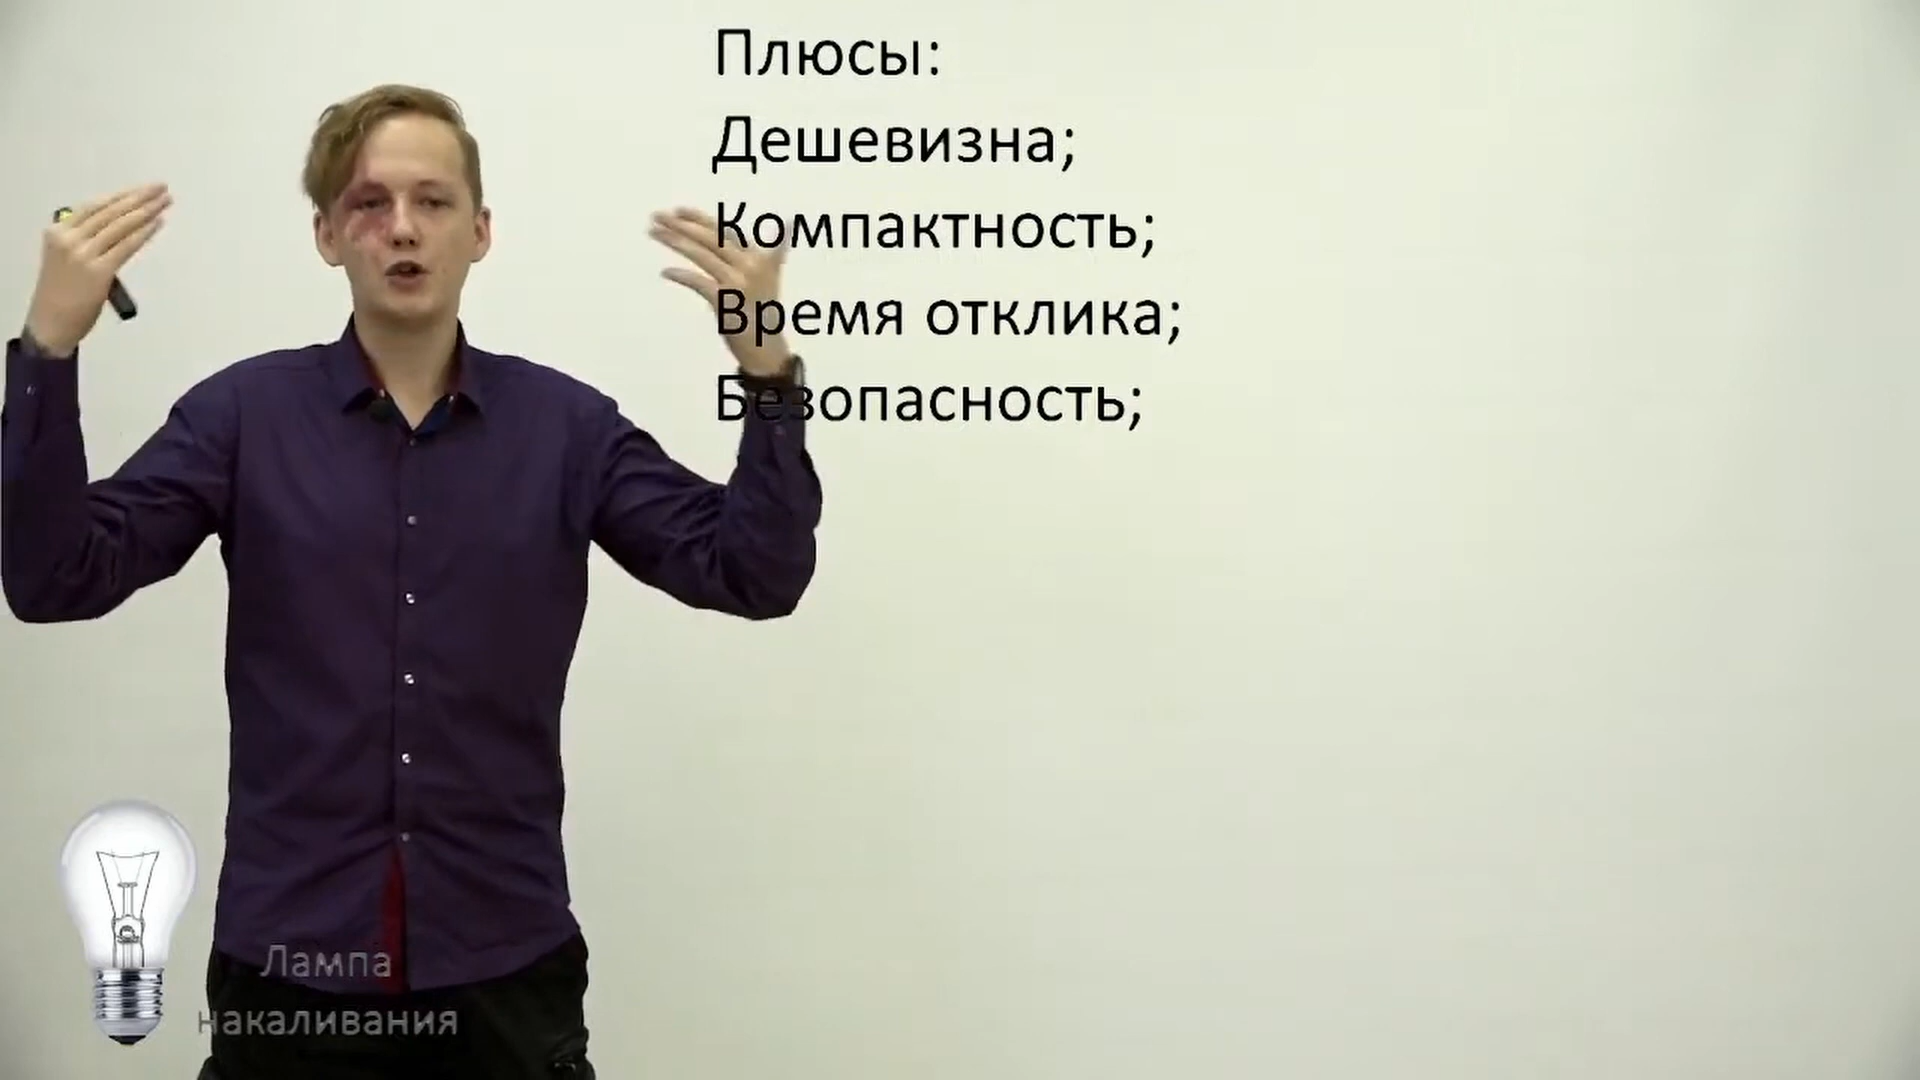 Плюсы:
Дешевизна;
Компактность;
Время отклика;
Безопасность;
Лампа
накаливания